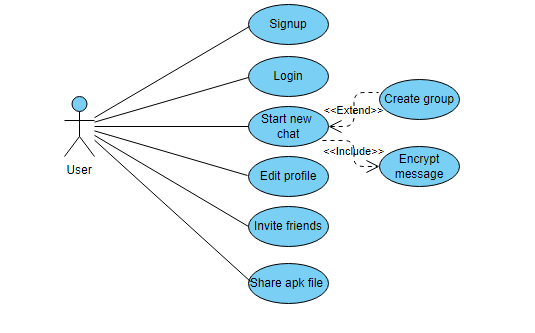 Signup
Login
<<Extend>>
Create group
Start new
chat
<<Include>>
Encrypt
message
User
Edit profile
Invite friends
Share apk file